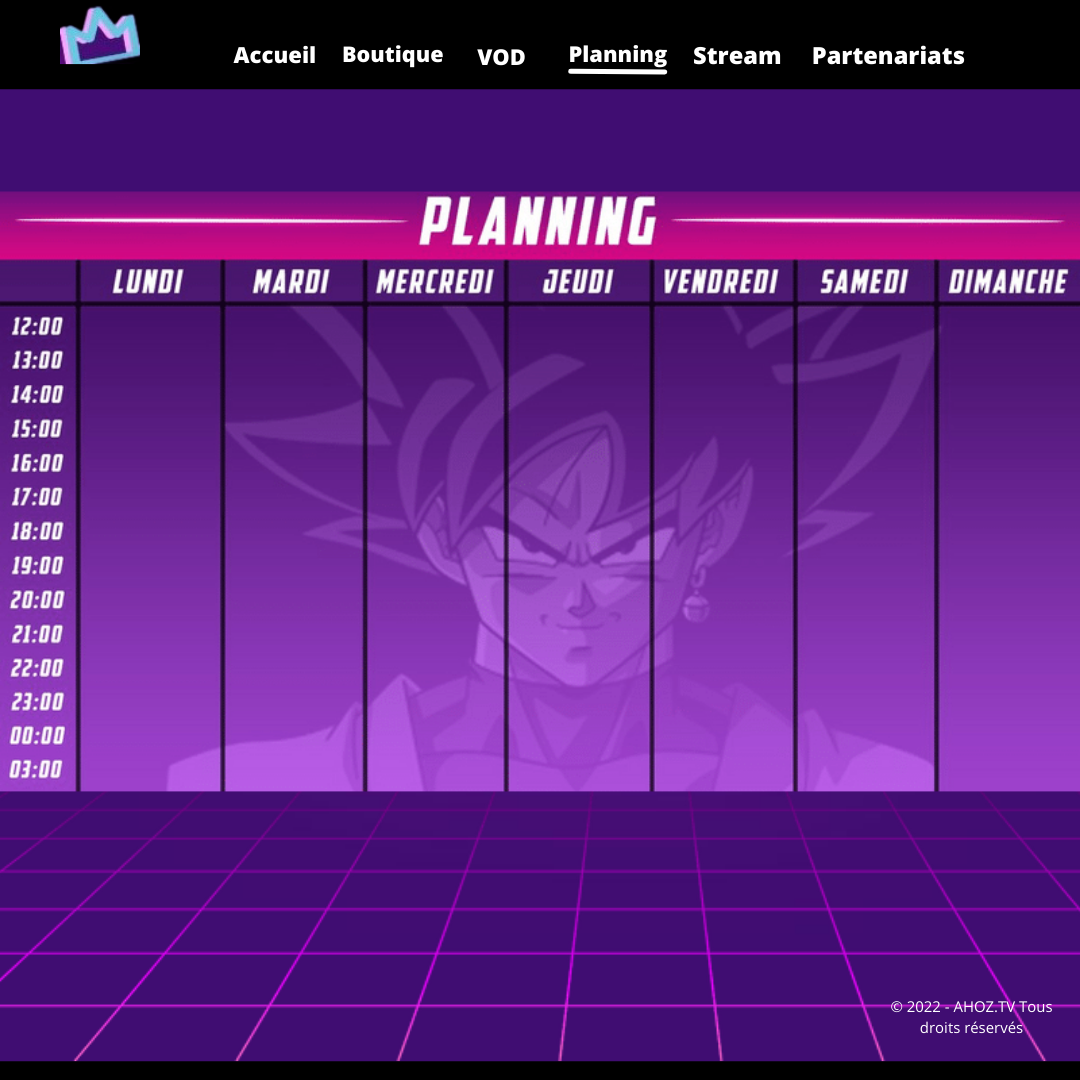 Accueil Boutique VOD Planning Stream Partenariats
PLANNING
LUNDI MARDI MERCREDI JEUDI VENDREDI SAMEDI DIMANCHE
12:00
13:00
14:00
15:00
16:00
17:00
18:00
19:00
20:00
21:00
22:00
23:00
00:00
03:00
© 2022 - AHOZ.TV Tous
droits réservés